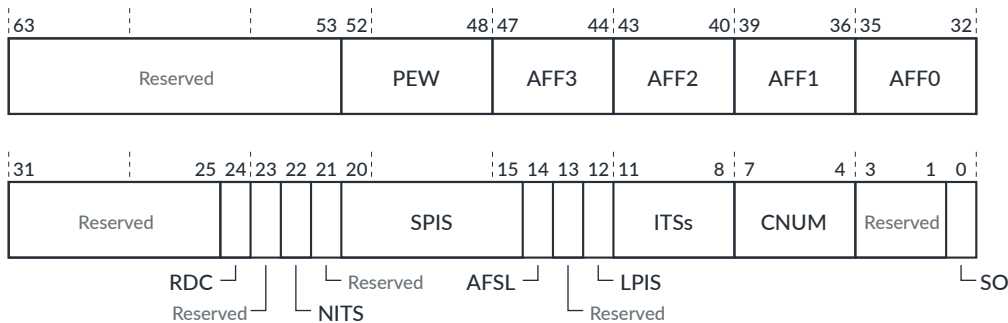 63 53 52 48 47 44 43 40 39 36 35 32
Reserved PEW AFF3 AFF2 AFF1 AFF0
31 25 24 23 22 21 20 15 14 13 12 11 8 7 4 3 1 0
Reserved SPIS ITSs CNUM Reserved
RDC Reserved AFSL LPIS SO
Reserved NITS Reserved